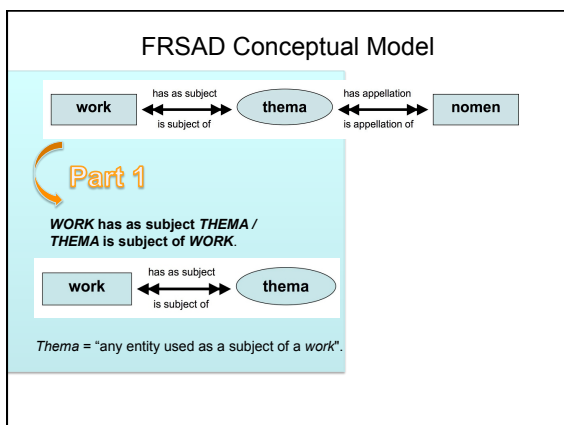 FRSAD Conceptual Model
has as subject
has appellation
work
thema
nomen
is subject of
is appellation of
Part 1
WORK has as subject THEMA /
THEMA is subject of WORK.
has as subject
work
thema
is subject of
Thema = “any entity used as a subject of a work”.